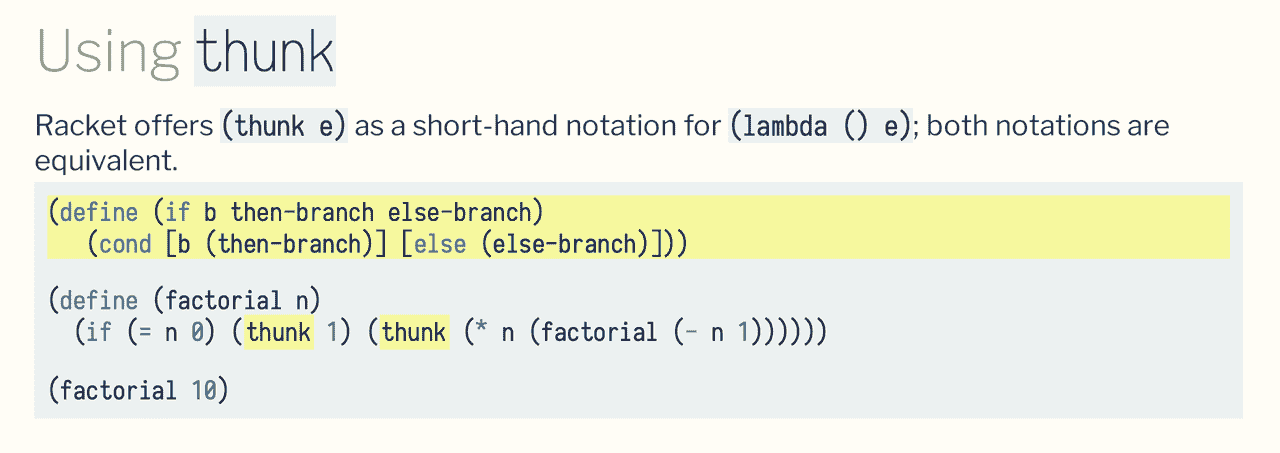 Using thunk
Racket offers (thunk e) as a short-hand notation for (lambda () e); both notations are
equivalent.
(define (if b then-branch else-branch)
   (cond [b (then-branch)] [else (else-branch)]))
(define (factorial n)
  (if (= n 0) (thunk 1) (thunk (* n (factorial (- n 1))))))
(factorial 10)